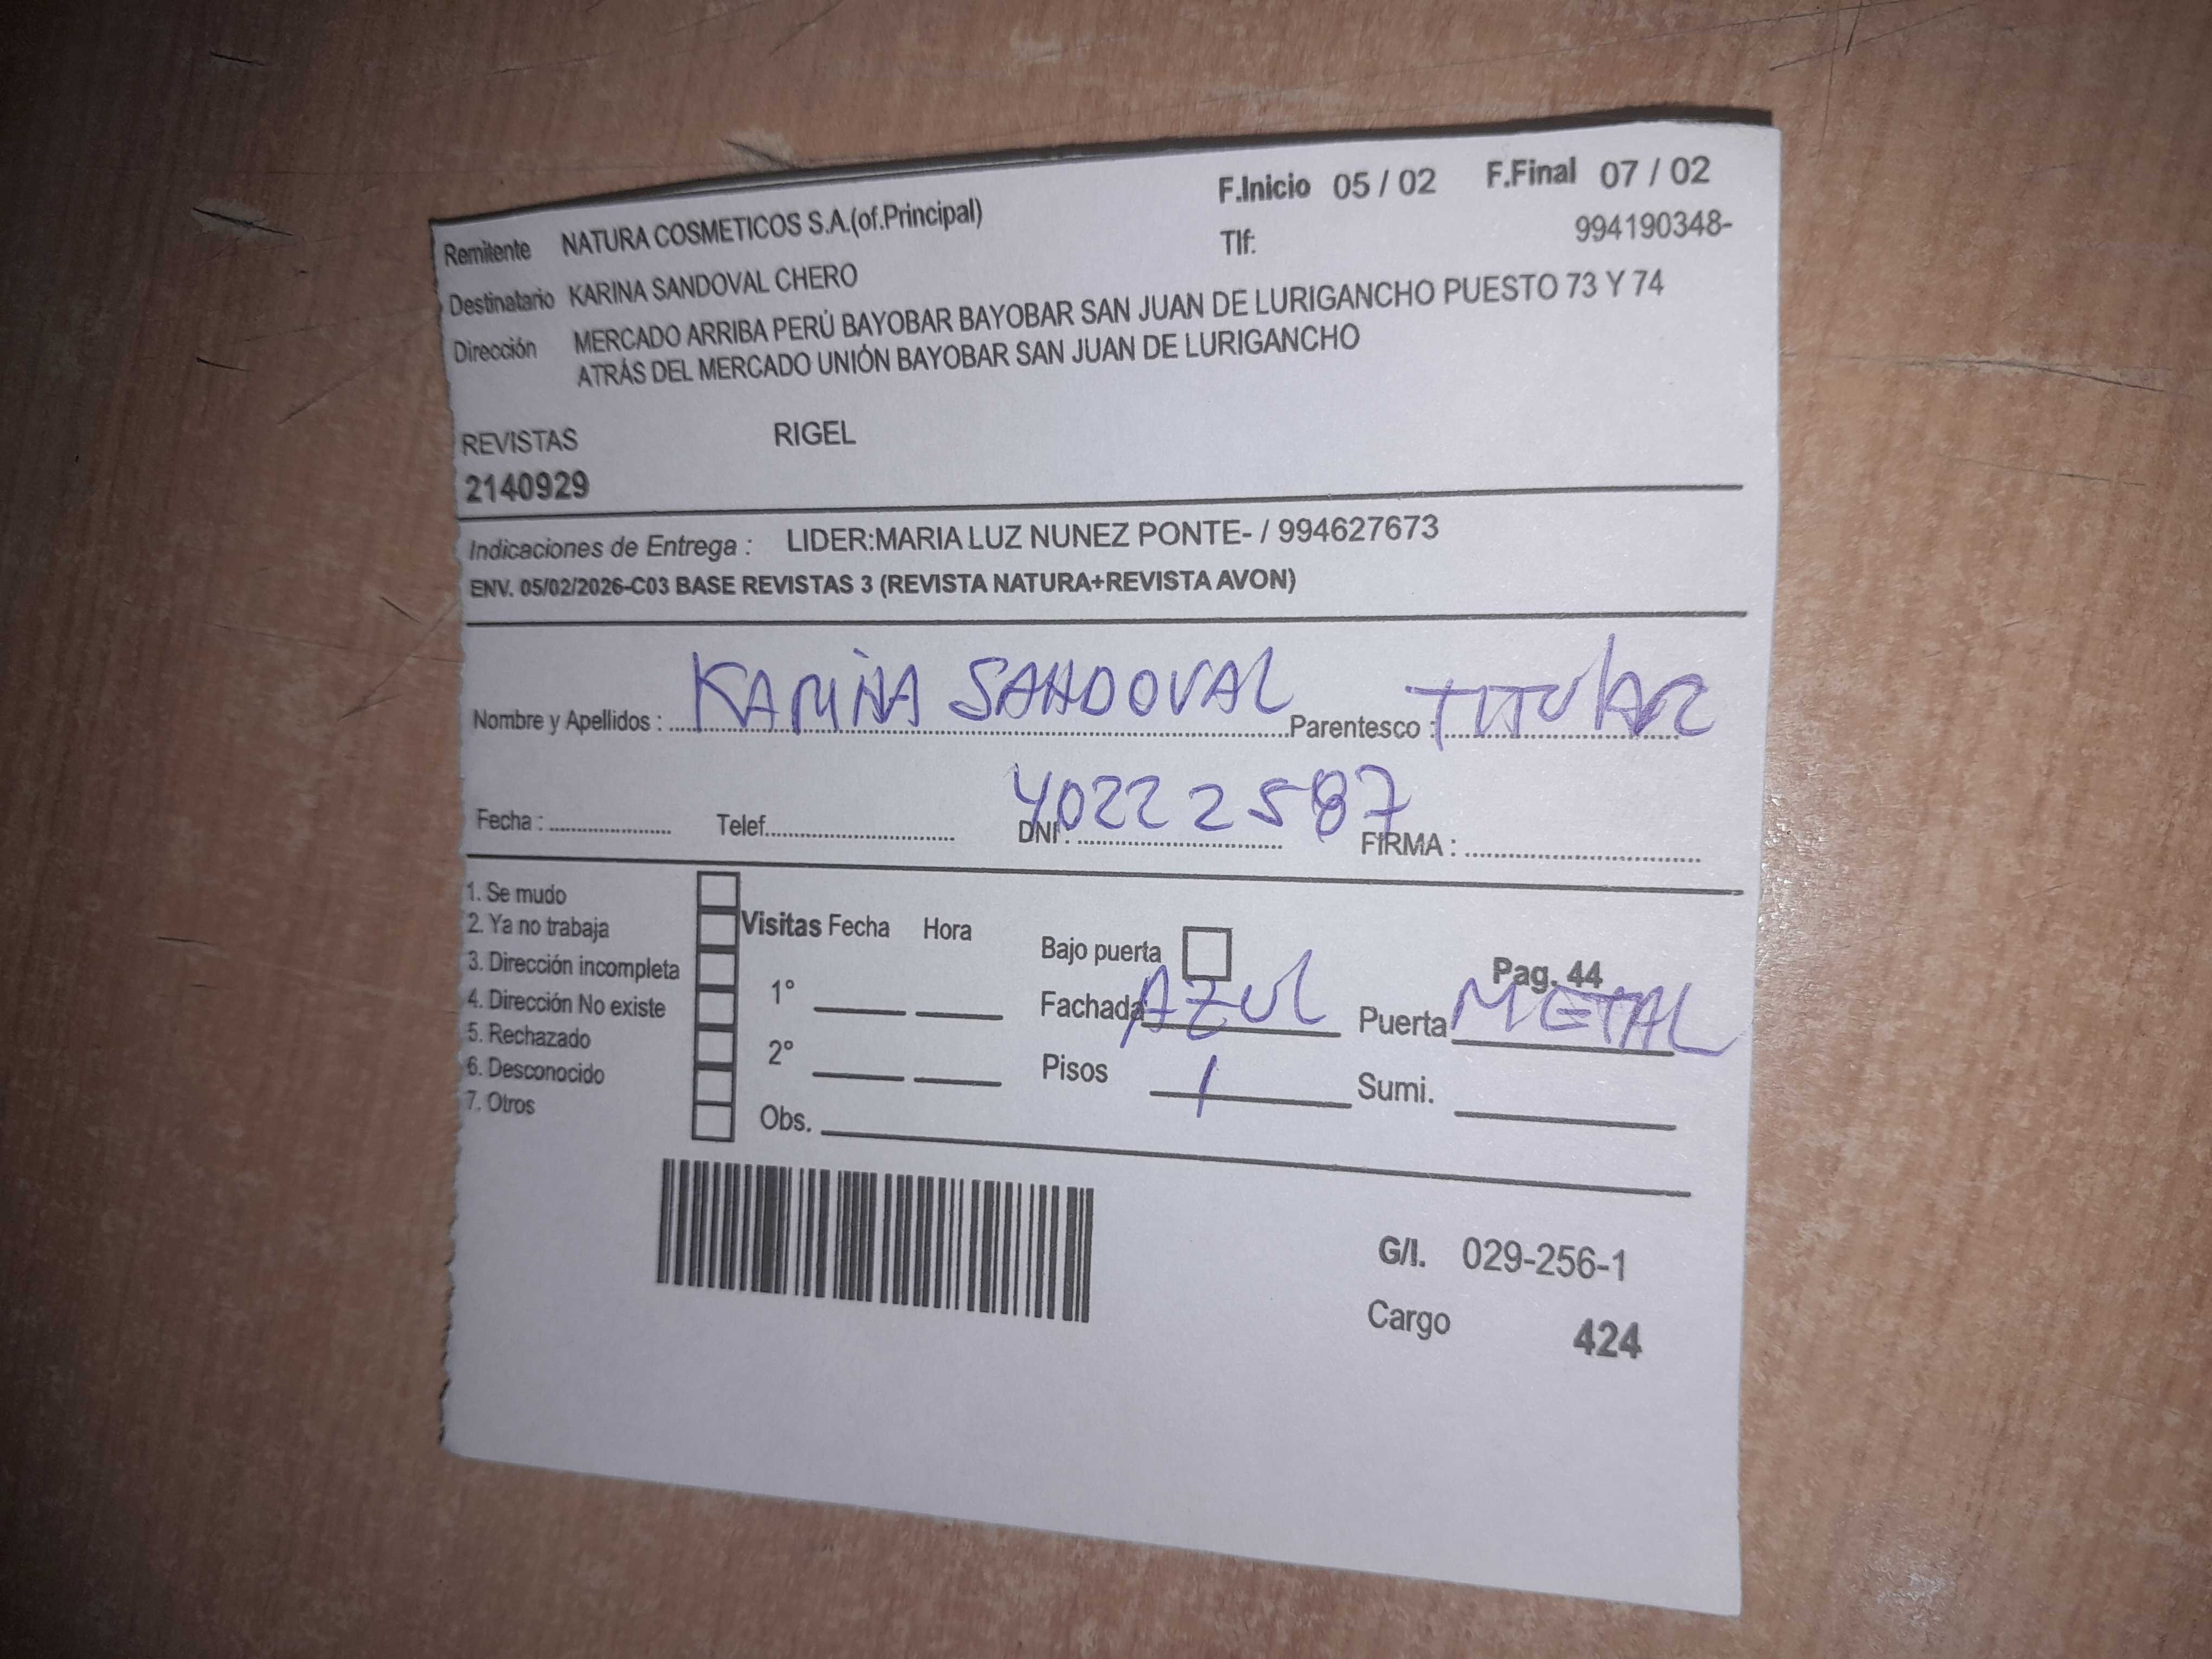 F.Inicio 05 / 02 F.Final 07 / 02
Remitente NATURA COSMETICOS S.A.(of.Principal) Tlf: 994190348-
Destinatario KARINA SANDOVAL CHERO
Dirección MERCADO ARRIBA PERÚ BAYOBAR BAYOBAR SAN JUAN DE LURIGANCHO PUESTO 73 Y 74
ATRÁS DEL MERCADO UNIÓN BAYOBAR SAN JUAN DE LURIGANCHO
REVISTAS RIGEL
2140929
Indicaciones de Entrega : LIDER:MARIA LUZ NUNEZ PONTE- / 994627673
ENV. 05/02/2026-C03 BASE REVISTAS 3 (REVISTA NATURA+REVISTA AVON)
Nombre y Apellidos : KARINA SANDOVAL Parentesco : TITULAR
Fecha : Telef. DNI : 40222587 FIRMA :
1. Se mudo
2. Ya no trabaja
3. Dirección incompleta
4. Dirección No existe
5. Rechazado
6. Desconocido
7. Otros
Visitas Fecha Hora
1°
2°
Obs.
Bajo puerta Pag. 44
Fachada AZUL Puerta METAL
Pisos 1 Sumi.
G/I. 029-256-1
Cargo 424